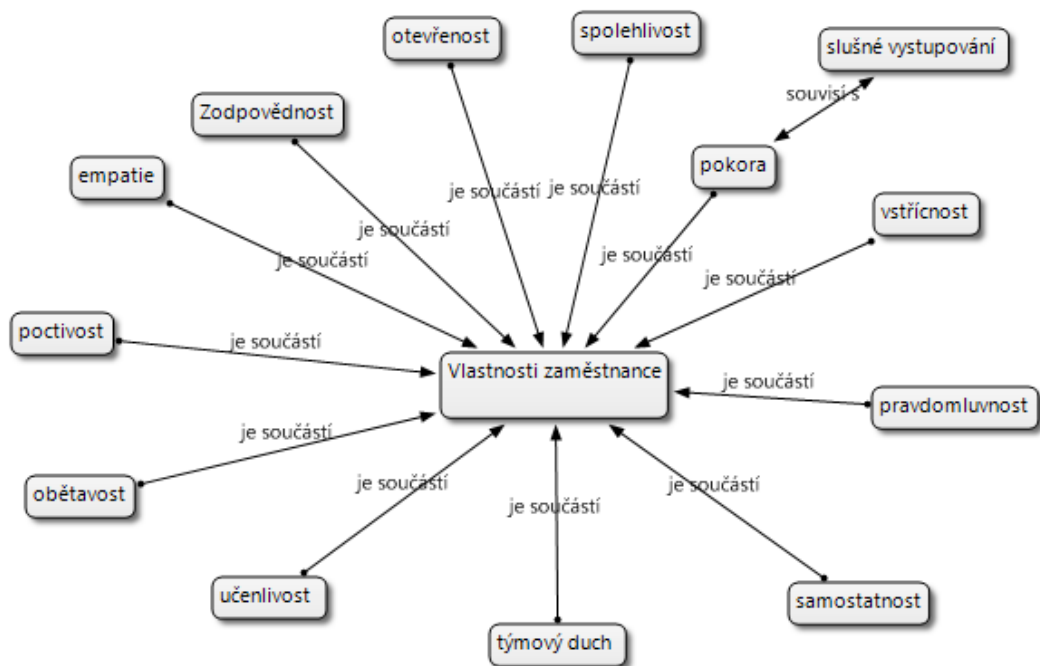 otevřenost
spolehlivost
slušné vystupování
souvisí s
Zodpovědnost
pokora
empatie
je součástí
je součástí
vstřícnost
je součástí
je součástí
je součástí
je součástí
poctivost
je součástí
Vlastnosti zaměstnance
je součástí
pravdomluvnost
je součástí
obětavost
je součástí
je součástí
je součástí
učenlivost
samostatnost
týmový duch